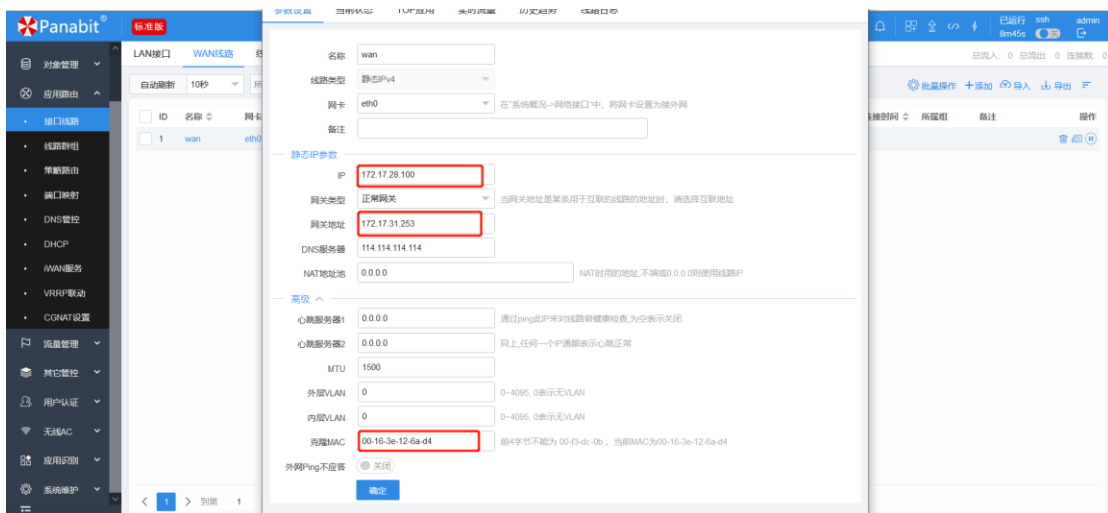 Panabit®
标准版
参数设置 当前状态 TOP应用 实时流量 历史趋势 线路日志
已运行 ssh admin
8m45s 关
对象管理
应用路由
接口线路
线路群组
策略路由
端口映射
DNS管控
DHCP
iWAN服务
VRRP联动
CGNAT设置
流量管理
其它管控
用户认证
无线AC
应用识别
系统维护
LAN接口 WAN线路
总流入: 0 总流出: 0 连接数: 0
自动刷新 10秒
批量操作 添加 导入 导出
ID 名称 网卡
所属组 备注 操作
1 wan eth0
名称 wan
线路类型 静态IPv4
网卡 eth0 在"系统概况->网络接口"中，将网卡设置为接外网
备注
静态IP参数
IP 172.17.28.100
网关类型 正常网关 当网关地址是某条用于互联的线路的地址时，请选择互联地址
网关地址 172.17.31.253
DNS服务器 114.114.114.114
NAT地址池 0.0.0.0 NAT时用的地址,不填或0.0.0.0则使用线路IP
高级
心跳服务器1 0.0.0.0 通过ping此IP来对线路做健康检查,为空表示关闭
心跳服务器2 0.0.0.0 同上,任何一个IP通都表示心跳正常
MTU 1500
外层VLAN 0 0~4095, 0表示无VLAN
内层VLAN 0 0~4095, 0表示无VLAN
克隆MAC 00-16-3e-12-6a-d4 前4字节不能为 00-f3-dc-0b，当前MAC为00-16-3e-12-6a-d4
外网Ping不应答 关闭
确定
1 到第 1